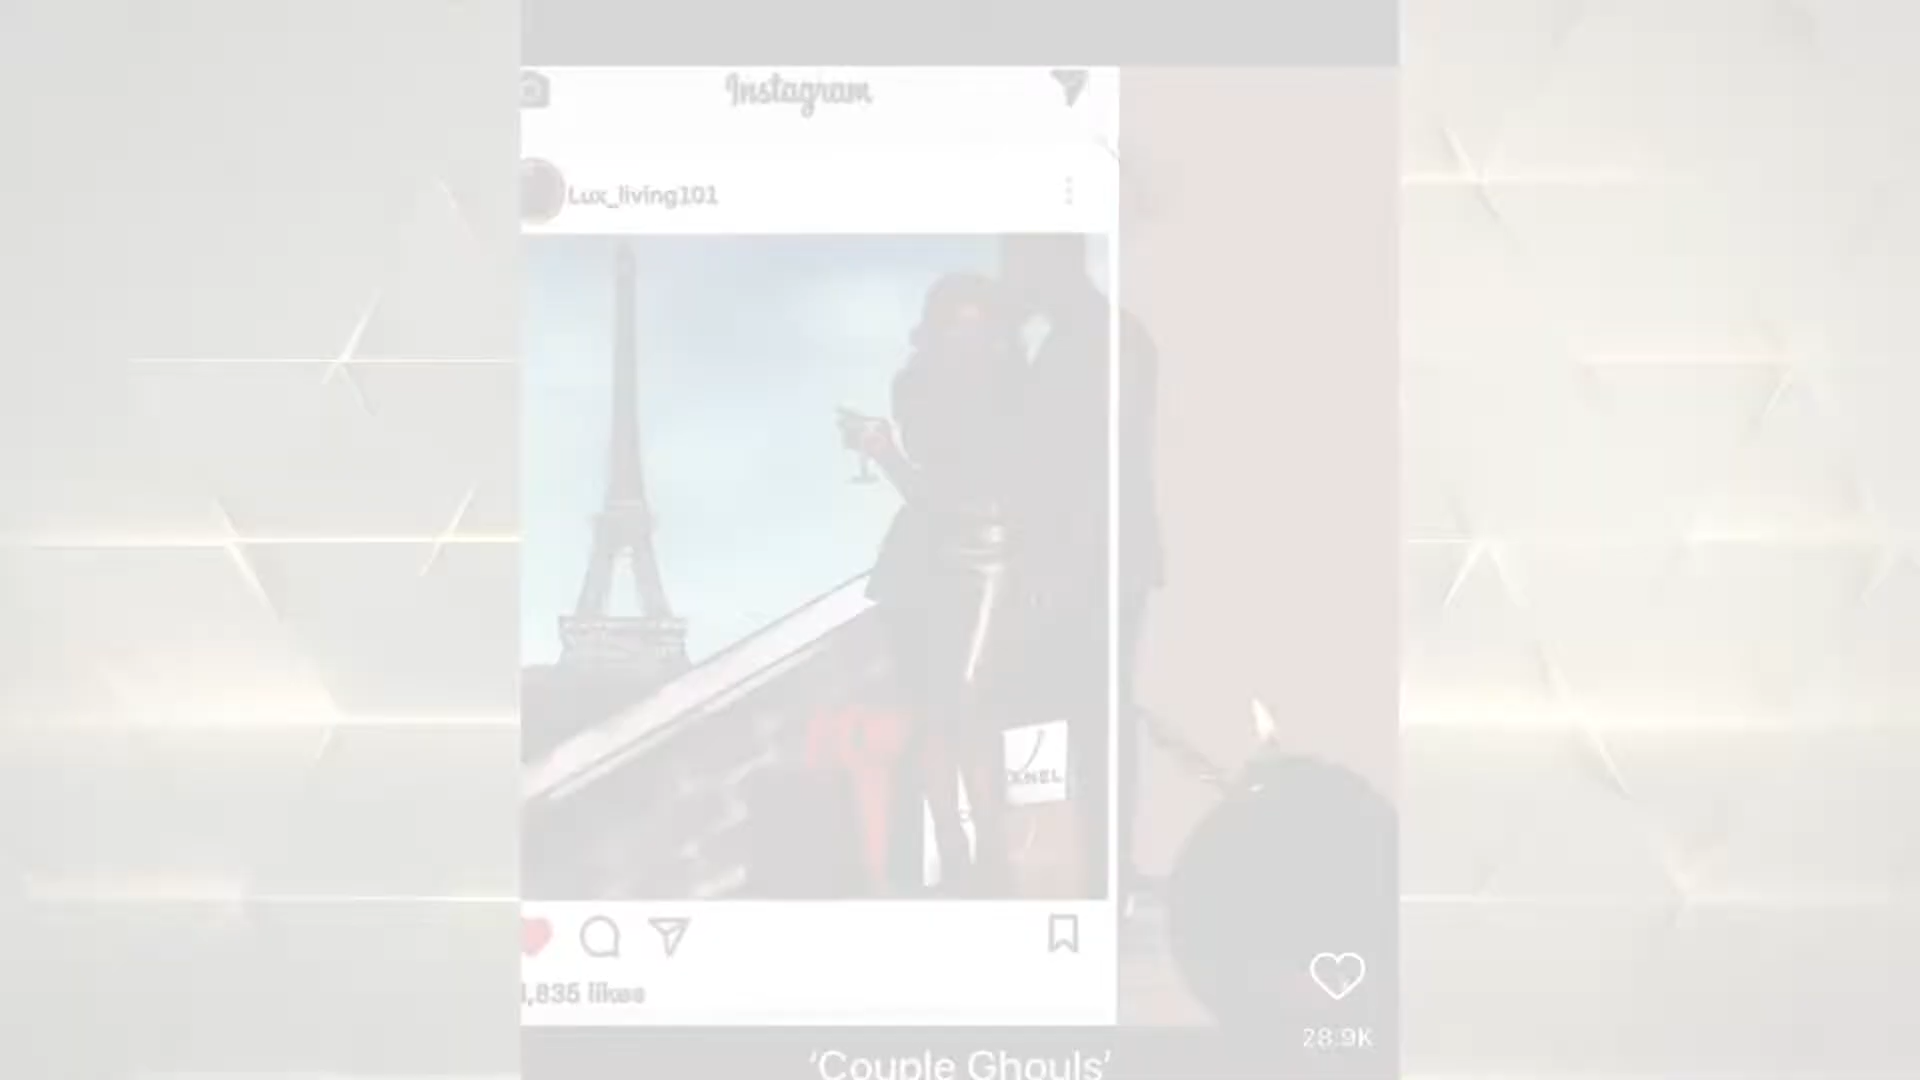 Instagram
Lux_living101
,835 likes
28.9K
'Couple Ghouls'